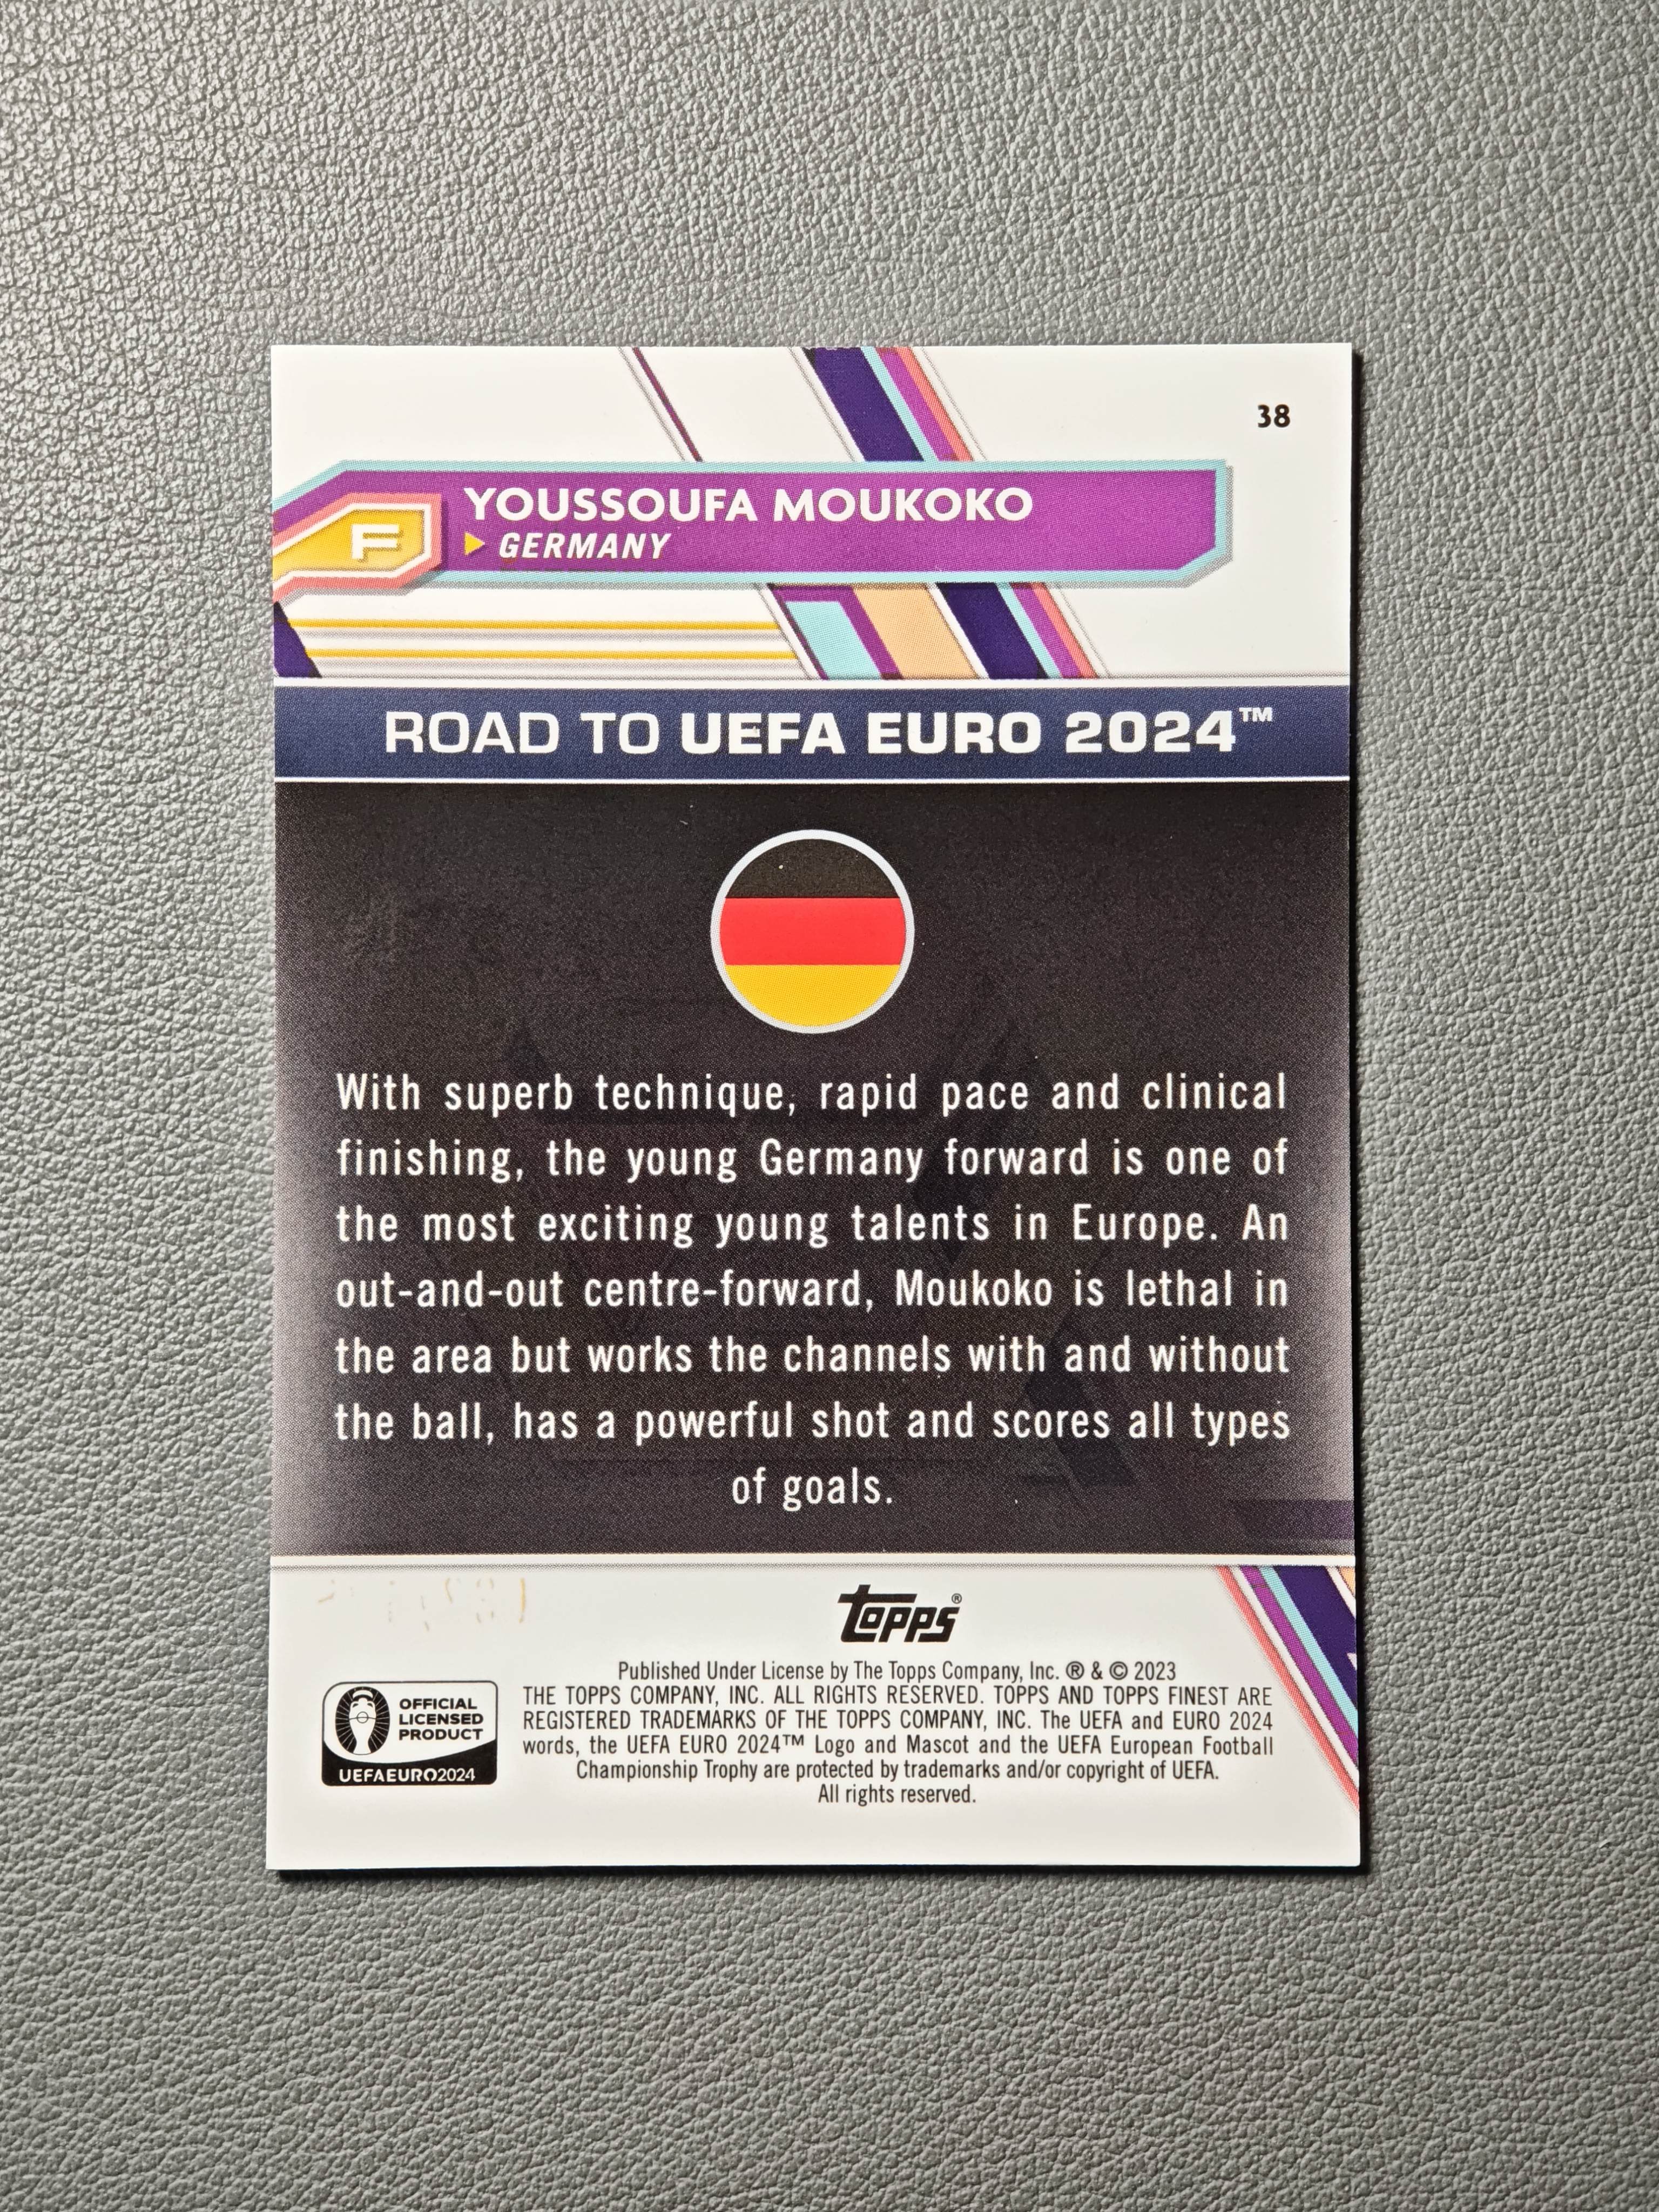 38
YOUSSOUFA MOUKOKO
F
GERMANY
ROAD TO UEFA EURO 2024™
With superb technique, rapid pace and clinical
finishing, the young Germany forward is one of
the most exciting young talents in Europe. An
out-and-out centre-forward, Moukoko is lethal in
the area but works the channels with and without
the ball, has a powerful shot and scores all types
of goals.
topps®
Published Under License by The Topps Company, Inc. ® & © 2023
THE TOPPS COMPANY, INC. ALL RIGHTS RESERVED. TOPPS AND TOPPS FINEST ARE
REGISTERED TRADEMARKS OF THE TOPPS COMPANY, INC. The UEFA and EURO 2024
words, the UEFA EURO 2024™ Logo and Mascot and the UEFA European Football
Championship Trophy are protected by trademarks and/or copyright of UEFA.
All rights reserved.
OFFICIAL
LICENSED
PRODUCT
UEFAEURO2024